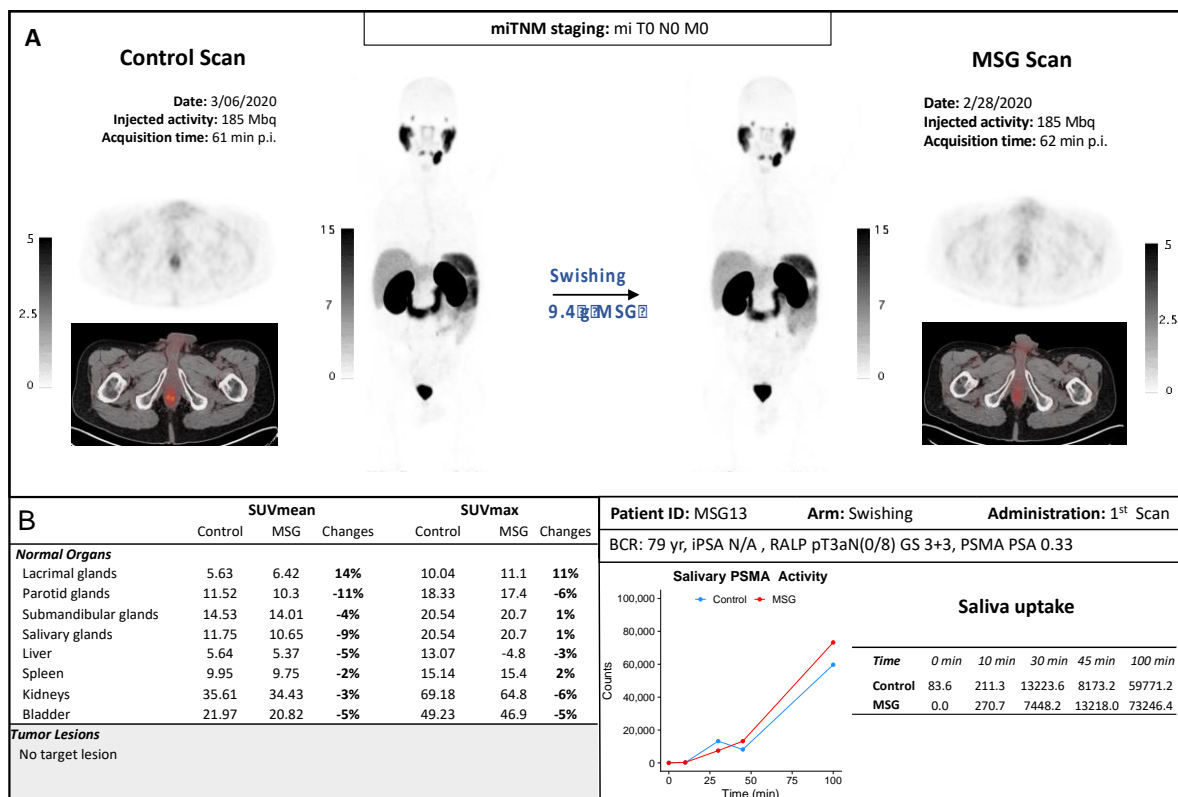 A
miTNM staging: mi T0 N0 M0
Control Scan
Date: 3/06/2020
Injected activity: 185 Mbq
Acquisition time: 61 min p.i.
MSG Scan
Date: 2/28/2020
Injected activity: 185 Mbq
Acquisition time: 62 min p.i.
5
2.5
0
15
7
0
Swishing
9.4 g MSG
15
7
0
5
2.5
0
B
SUVmean SUVmax
Control MSG Changes Control MSG Changes
Normal Organs
Lacrimal glands 5.63 6.42 14% 10.04 11.1 11%
Parotid glands 11.52 10.3 -11% 18.33 17.4 -6%
Submandibular glands 14.53 14.01 -4% 20.54 20.7 1%
Salivary glands 11.75 10.65 -9% 20.54 20.7 1%
Liver 5.64 5.37 -5% 13.07 -4.8 -3%
Spleen 9.95 9.75 -2% 15.14 15.4 2%
Kidneys 35.61 34.43 -3% 69.18 64.8 -6%
Bladder 21.97 20.82 -5% 49.23 46.9 -5%
Tumor Lesions
No target lesion
Patient ID: MSG13 Arm: Swishing Administration: 1st Scan
BCR: 79 yr, iPSA N/A , RALP pT3aN(0/8) GS 3+3, PSMA PSA 0.33
Salivary PSMA Activity
Control MSG
100,000
80,000
60,000
40,000
20,000
0
Counts
0 25 50 75 100
Time (min)
Saliva uptake
Time 0 min 10 min 30 min 45 min 100 min
Control 83.6 211.3 13223.6 8173.2 59771.2
MSG 0.0 270.7 7448.2 13218.0 73246.4